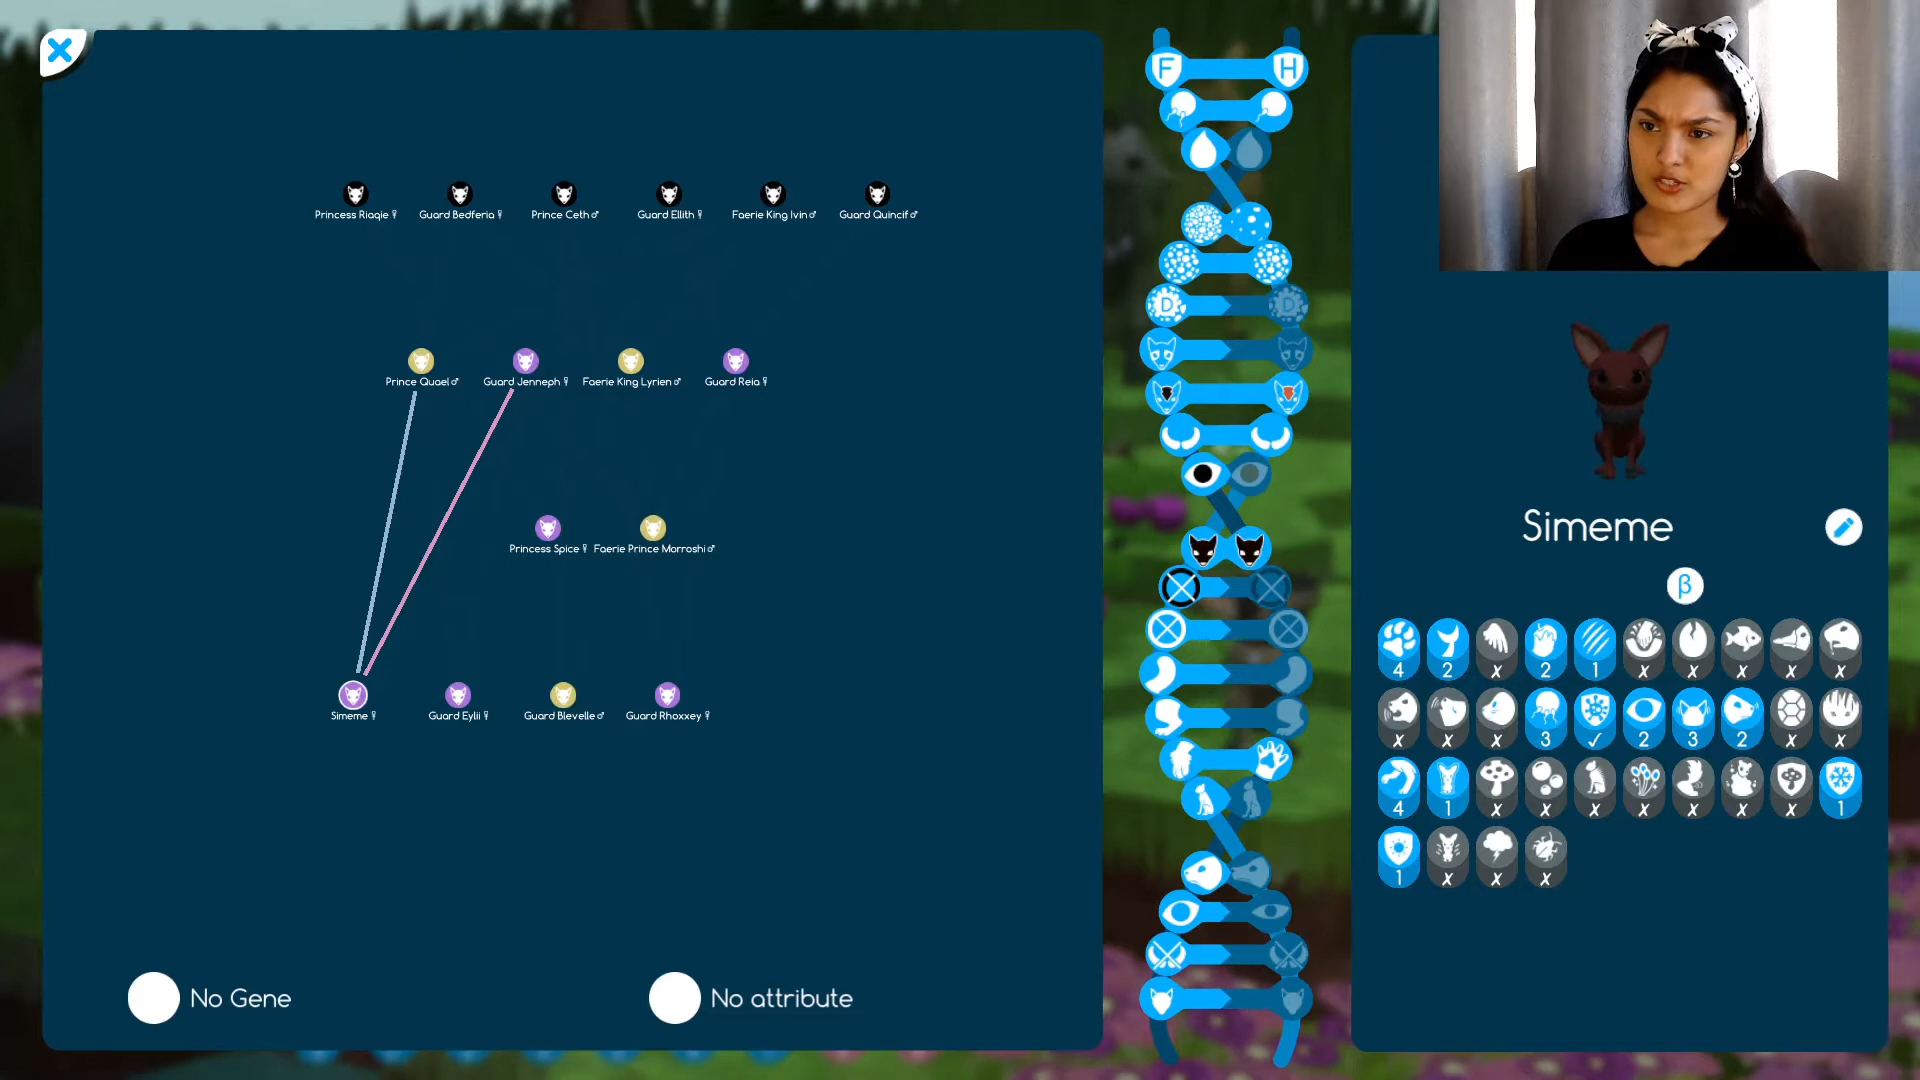 F H
Princess Riaqie ♀ Guard Bedferia ♀ Prince Ceth ♂ Guard Ellith ♀ Faerie King Ivin ♂ Guard Quincif ♂
D D
Prince Quael ♂ Guard Jenneph ♀ Faerie King Lyrien ♂ Guard Reia ♀
Simeme
Princess Spice ♀ Faerie Prince Marroshi ♂
β
4 2 X 2 1 X X X X X
Simeme ♀ Guard Eylii ♀ Guard Blevelle ♂ Guard Rhoxxey ♀
X X X 3 ✓ 2 3 2 X X
4 1 X X X X X X X 1
1 X X X
No Gene No attribute